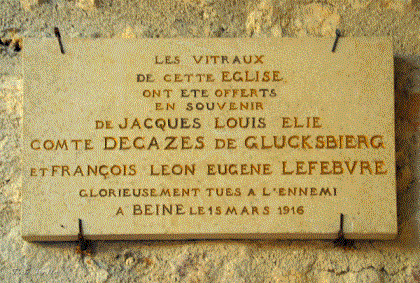 LES VITRAUX
DE CETTE EGLISE
ONT ETE OFFERTS
EN SOUVENIR
DE JACQUES LOUIS ELIE
COMTE DECAZES DE GLUCKSBIERG
ET FRANÇOIS LEON EUGENE LEFEBVRE
GLORIEUSEMENT TUES A L'ENNEMI
A BEINE LE 15 MARS 1916